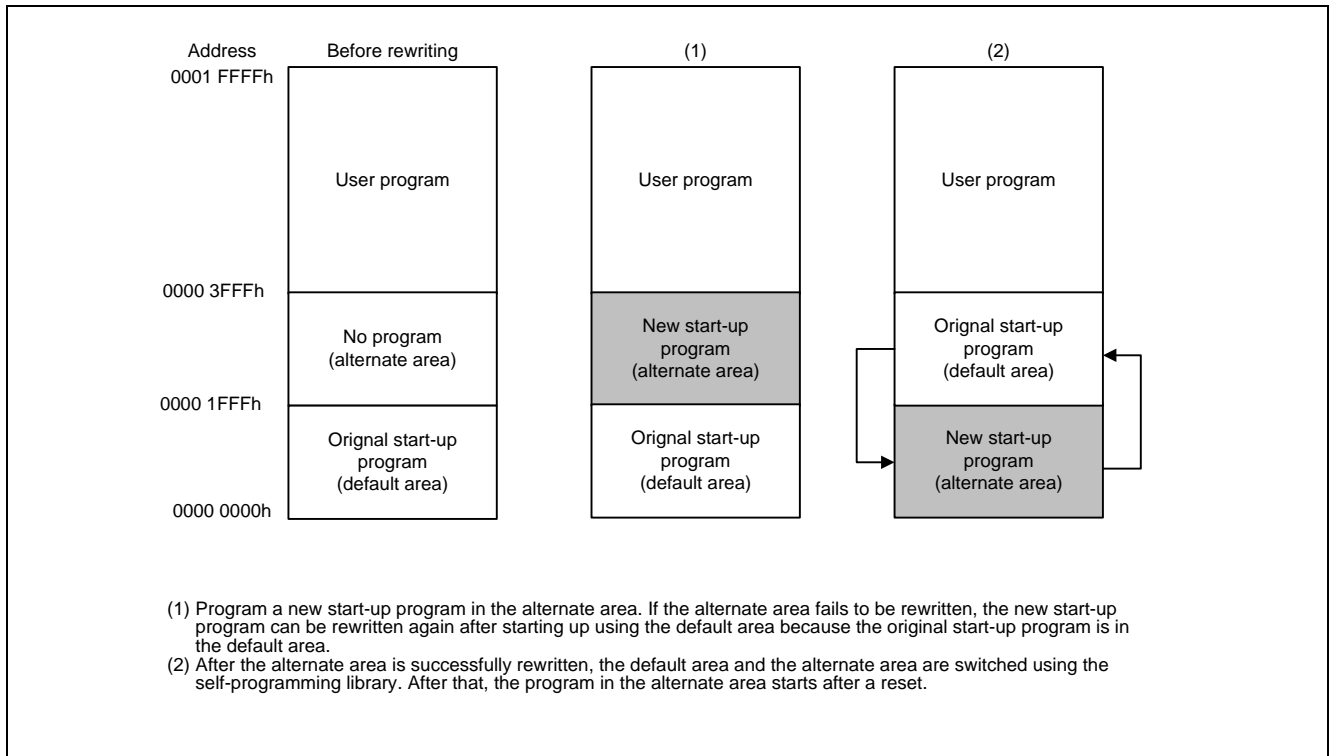 Address
Before rewriting
(1)
(2)
0001 FFFFh
User program
User program
User program
0000 3FFFh
No program
(alternate area)
New start-up
program
(alternate area)
Orignal start-up
program
(default area)
0000 1FFFh
Orignal start-up
program
(default area)
Orignal start-up
program
(default area)
New start-up
program
(alternate area)
0000 0000h
(1) Program a new start-up program in the alternate area. If the alternate area fails to be rewritten, the new start-up
program can be rewritten again after starting up using the default area because the original start-up program is in
the default area.
(2) After the alternate area is successfully rewritten, the default area and the alternate area are switched using the
self-programming library. After that, the program in the alternate area starts after a reset.